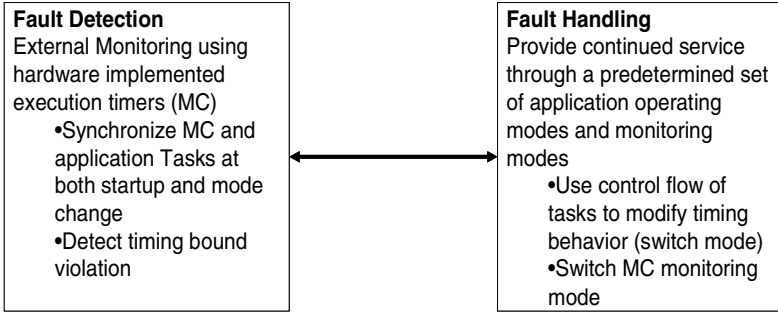 Fault Detection
External Monitoring using
hardware implemented
execution timers (MC)
•Synchronize MC and
application Tasks at
both startup and mode
change
•Detect timing bound
violation
Fault Handling
Provide continued service
through a predetermined set
of application operating
modes and monitoring
modes
•Use control flow of
tasks to modify timing
behavior (switch mode)
•Switch MC monitoring
mode